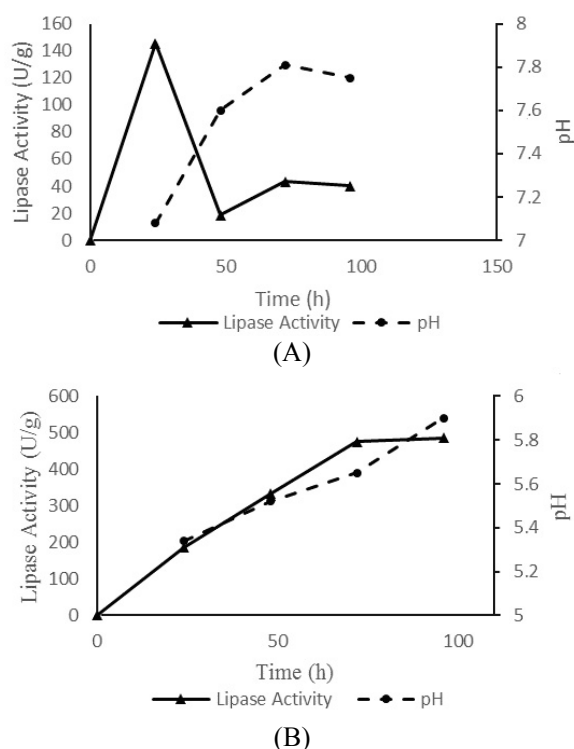 Lipase Activity (U/g)
160
140
120
100
80
60
40
20
0
8
7.8
7.6
7.4
7.2
7
pH
0
50
100
150
Time (h)
Lipase Activity
pH
(A)
Lipase Activity (U/g)
600
500
400
300
200
100
0
6
5.8
5.6
5.4
5.2
5
pH
0
50
100
Time (h)
Lipase Activity
pH
(B)